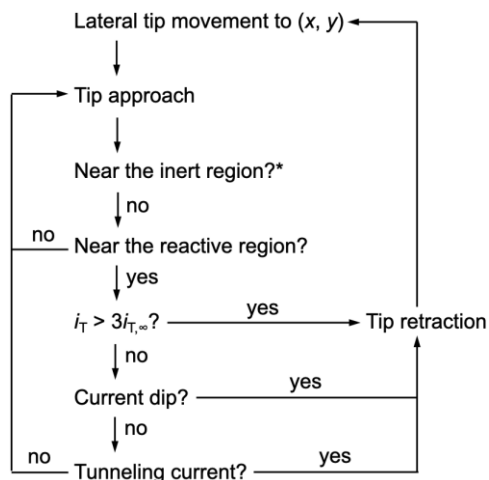 Lateral tip movement to (x, y)
Tip approach
Near the inert region?*
no
no
Near the reactive region?
yes
yes
iT > 3iT,∞?
Tip retraction
no
yes
Current dip?
no
no
yes
Tunneling current?